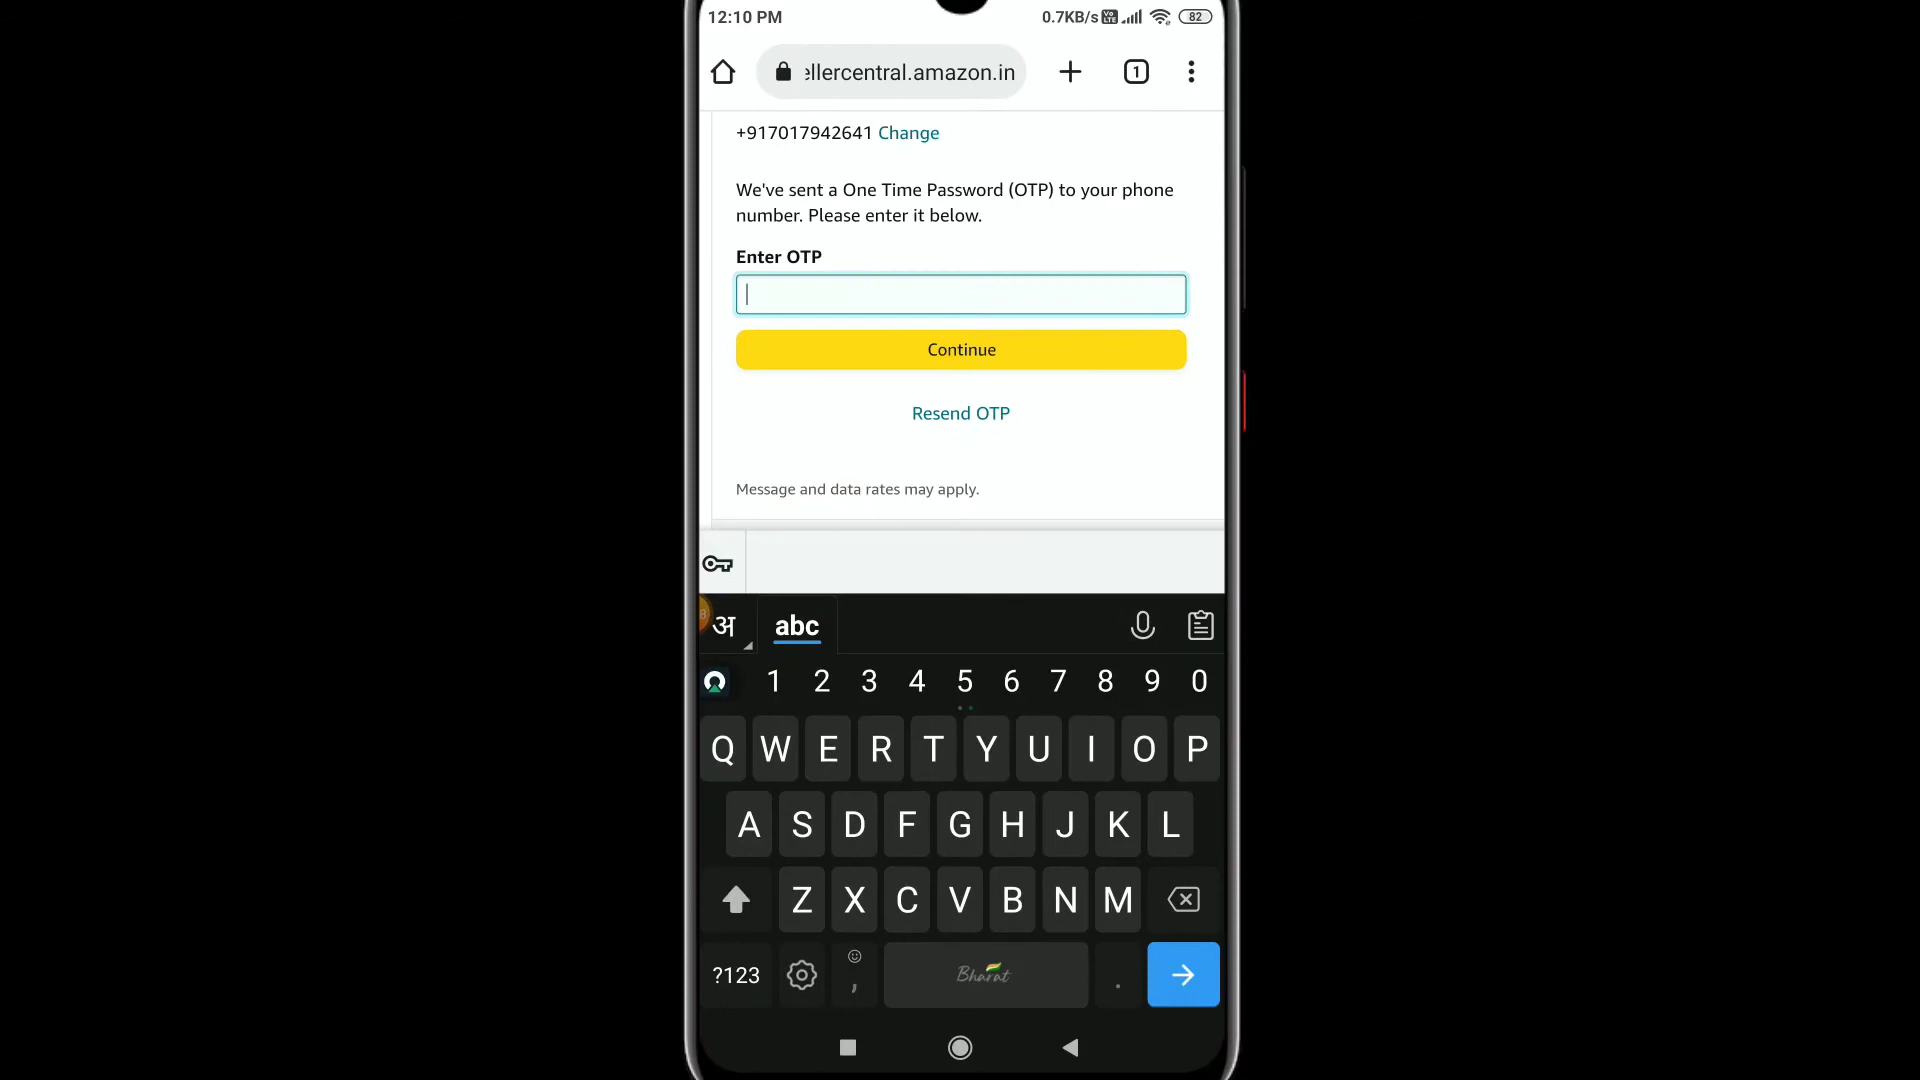 12:10 PM
0.7KB/s Vo LTE 82
ellercentral.amazon.in 1
+917017942641 Change
We've sent a One Time Password (OTP) to your phone
number. Please enter it below.
Enter OTP
Continue
Resend OTP
Message and data rates may apply.
अ abc
1 2 3 4 5 6 7 8 9 0
Q W E R T Y U I O P
A S D F G H J K L
Z X C V B N M
?123 , Bharat .